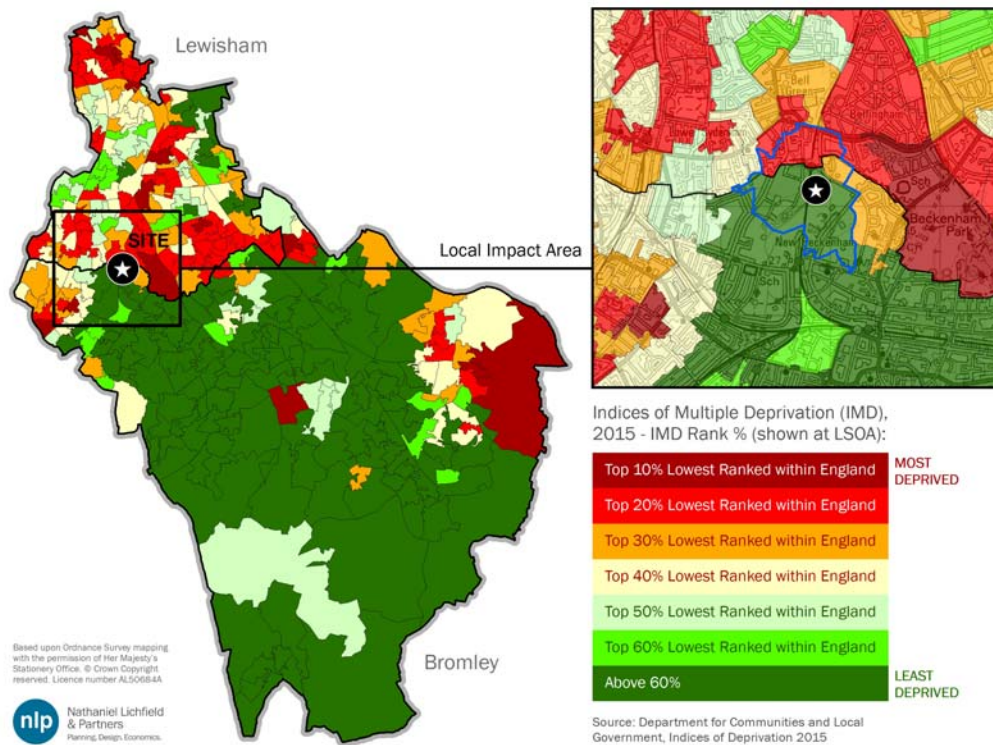 Lewisham
SITE
Local Impact Area
Bromley
Based upon Ordnance Survey mapping
with the permission of Her Majesty's
Stationery Office. © Crown Copyright
reserved. Licence number AL50684A
nlp
Nathaniel Lichfield
& Partners
Planning. Design. Economics.
Bell
Green
Bellingham
Lower Sydenham
Sch
Beckenham
Park
New Beckenham
Sch
Indices of Multiple Deprivation (IMD),
2015 - IMD Rank % (shown at LSOA):
Top 10% Lowest Ranked within England
MOST
DEPRIVED
Top 20% Lowest Ranked within England
Top 30% Lowest Ranked within England
Top 40% Lowest Ranked within England
Top 50% Lowest Ranked within England
Top 60% Lowest Ranked within England
Above 60%
LEAST
DEPRIVED
Source: Department for Communities and Local
Government, Indices of Deprivation 2015